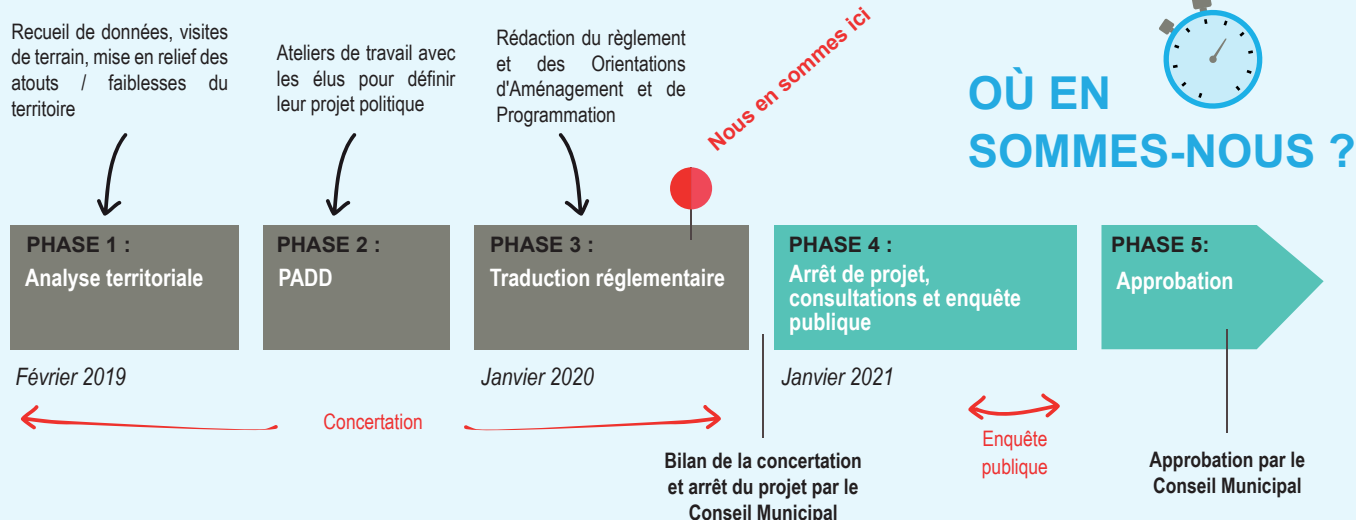 Recueil de données, visites
de terrain, mise en relief des
atouts / faiblesses du
territoire
Ateliers de travail avec
les élus pour définir
leur projet politique
Rédaction du règlement
et des Orientations
d'Aménagement et de
Programmation
Nous en sommes ici
OÙ EN
SOMMES-NOUS ?
PHASE 1 :
Analyse territoriale
PHASE 2 :
PADD
PHASE 3 :
Traduction réglementaire
PHASE 4 :
Arrêt de projet,
consultations et enquête
publique
PHASE 5:
Approbation
Février 2019
Janvier 2020
Janvier 2021
Concertation
Enquête
publique
Bilan de la concertation
et arrêt du projet par le
Conseil Municipal
Approbation par le
Conseil Municipal